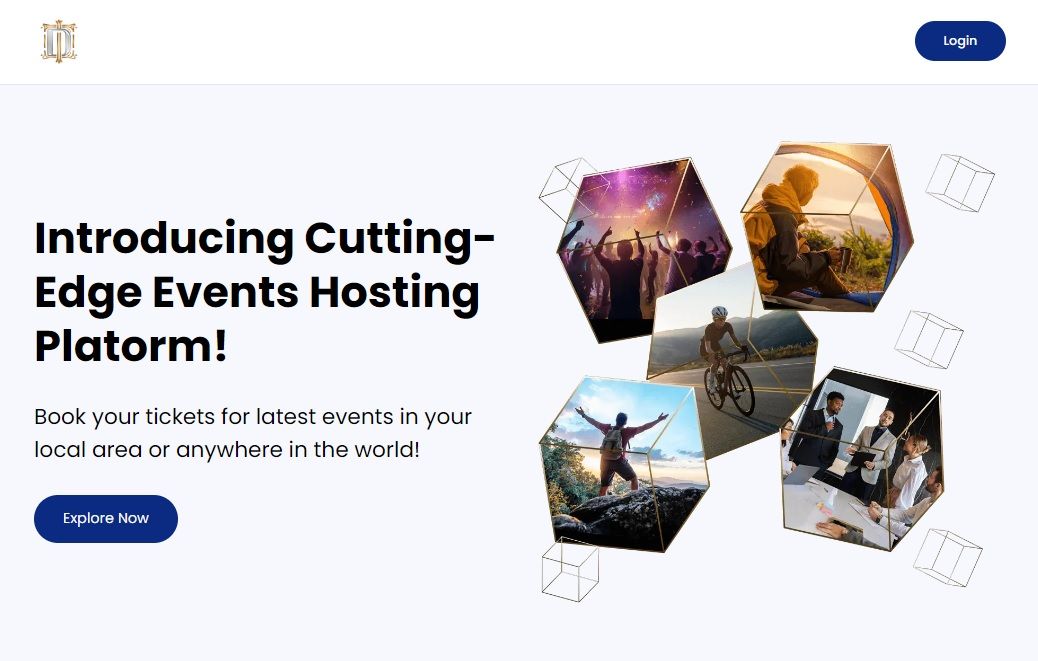 Login
Introducing Cutting-
Edge Events Hosting
Platorm!
Book your tickets for latest events in your
local area or anywhere in the world!
Explore Now